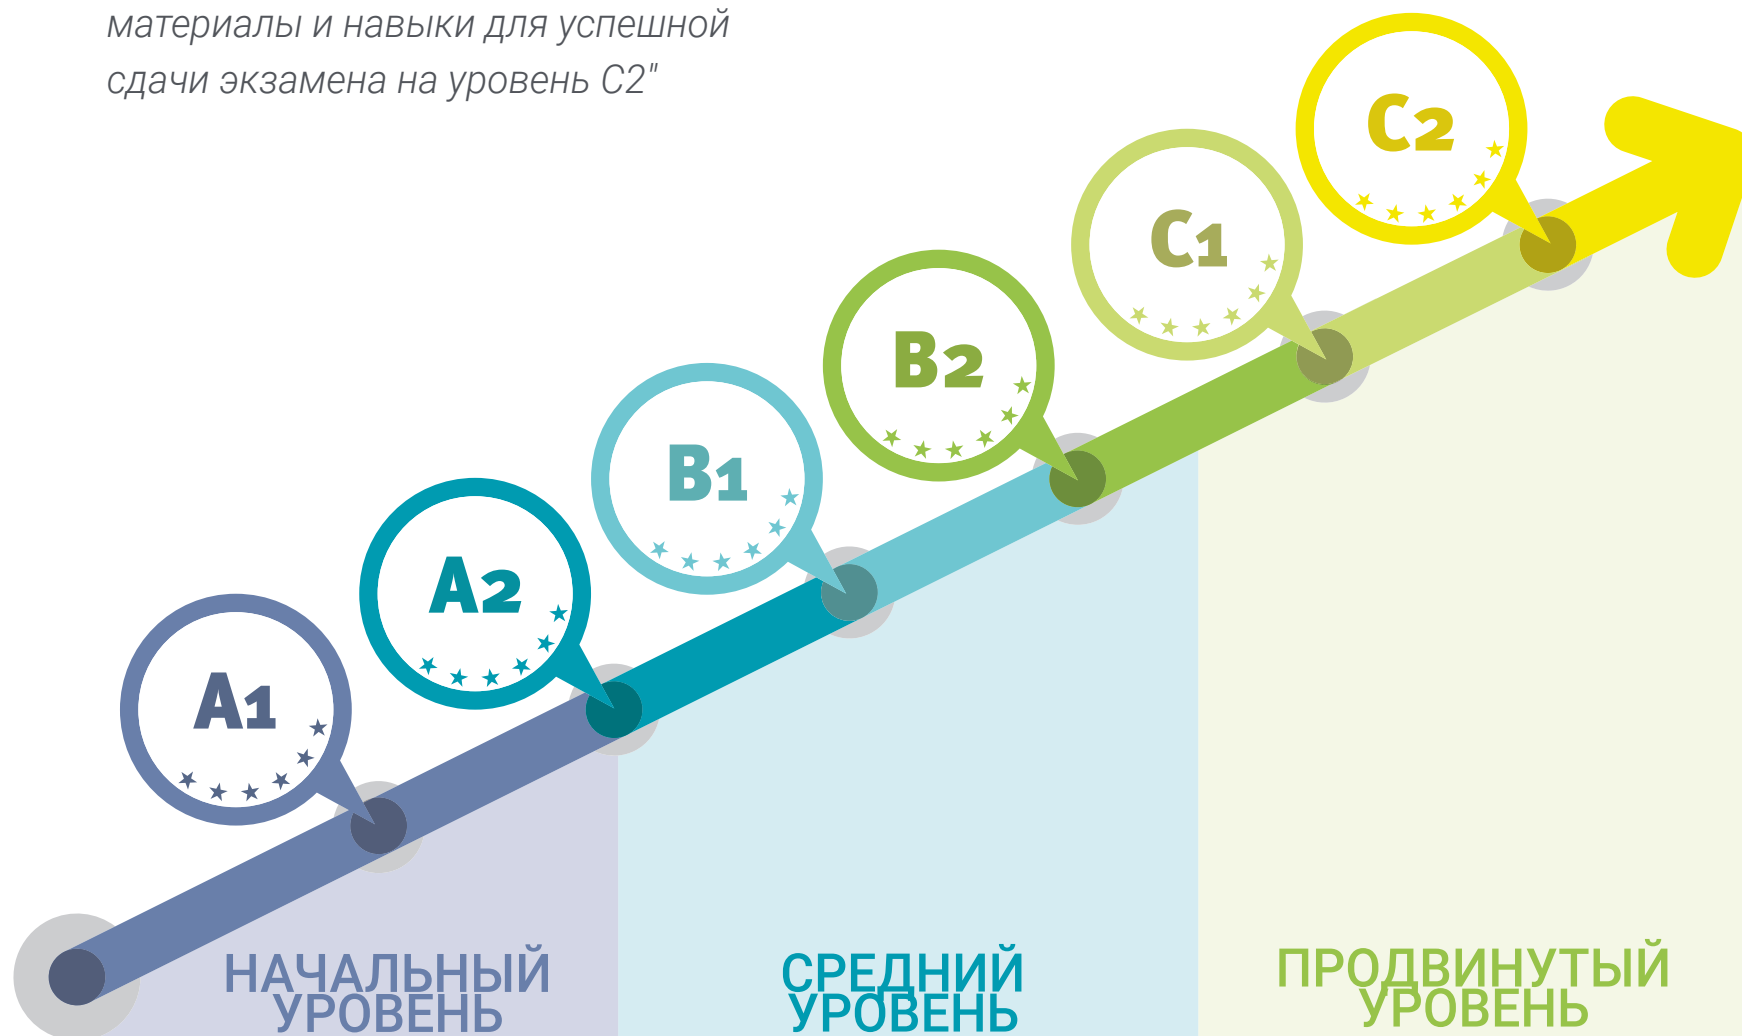 материалы и навыки для успешной
сдачи экзамена на уровень C2"
C2
C1
B2
B1
A2
A1
НАЧАЛЬНЫЙ
УРОВЕНЬ
СРЕДНИЙ
УРОВЕНЬ
ПРОДВИНУТЫЙ
УРОВЕНЬ